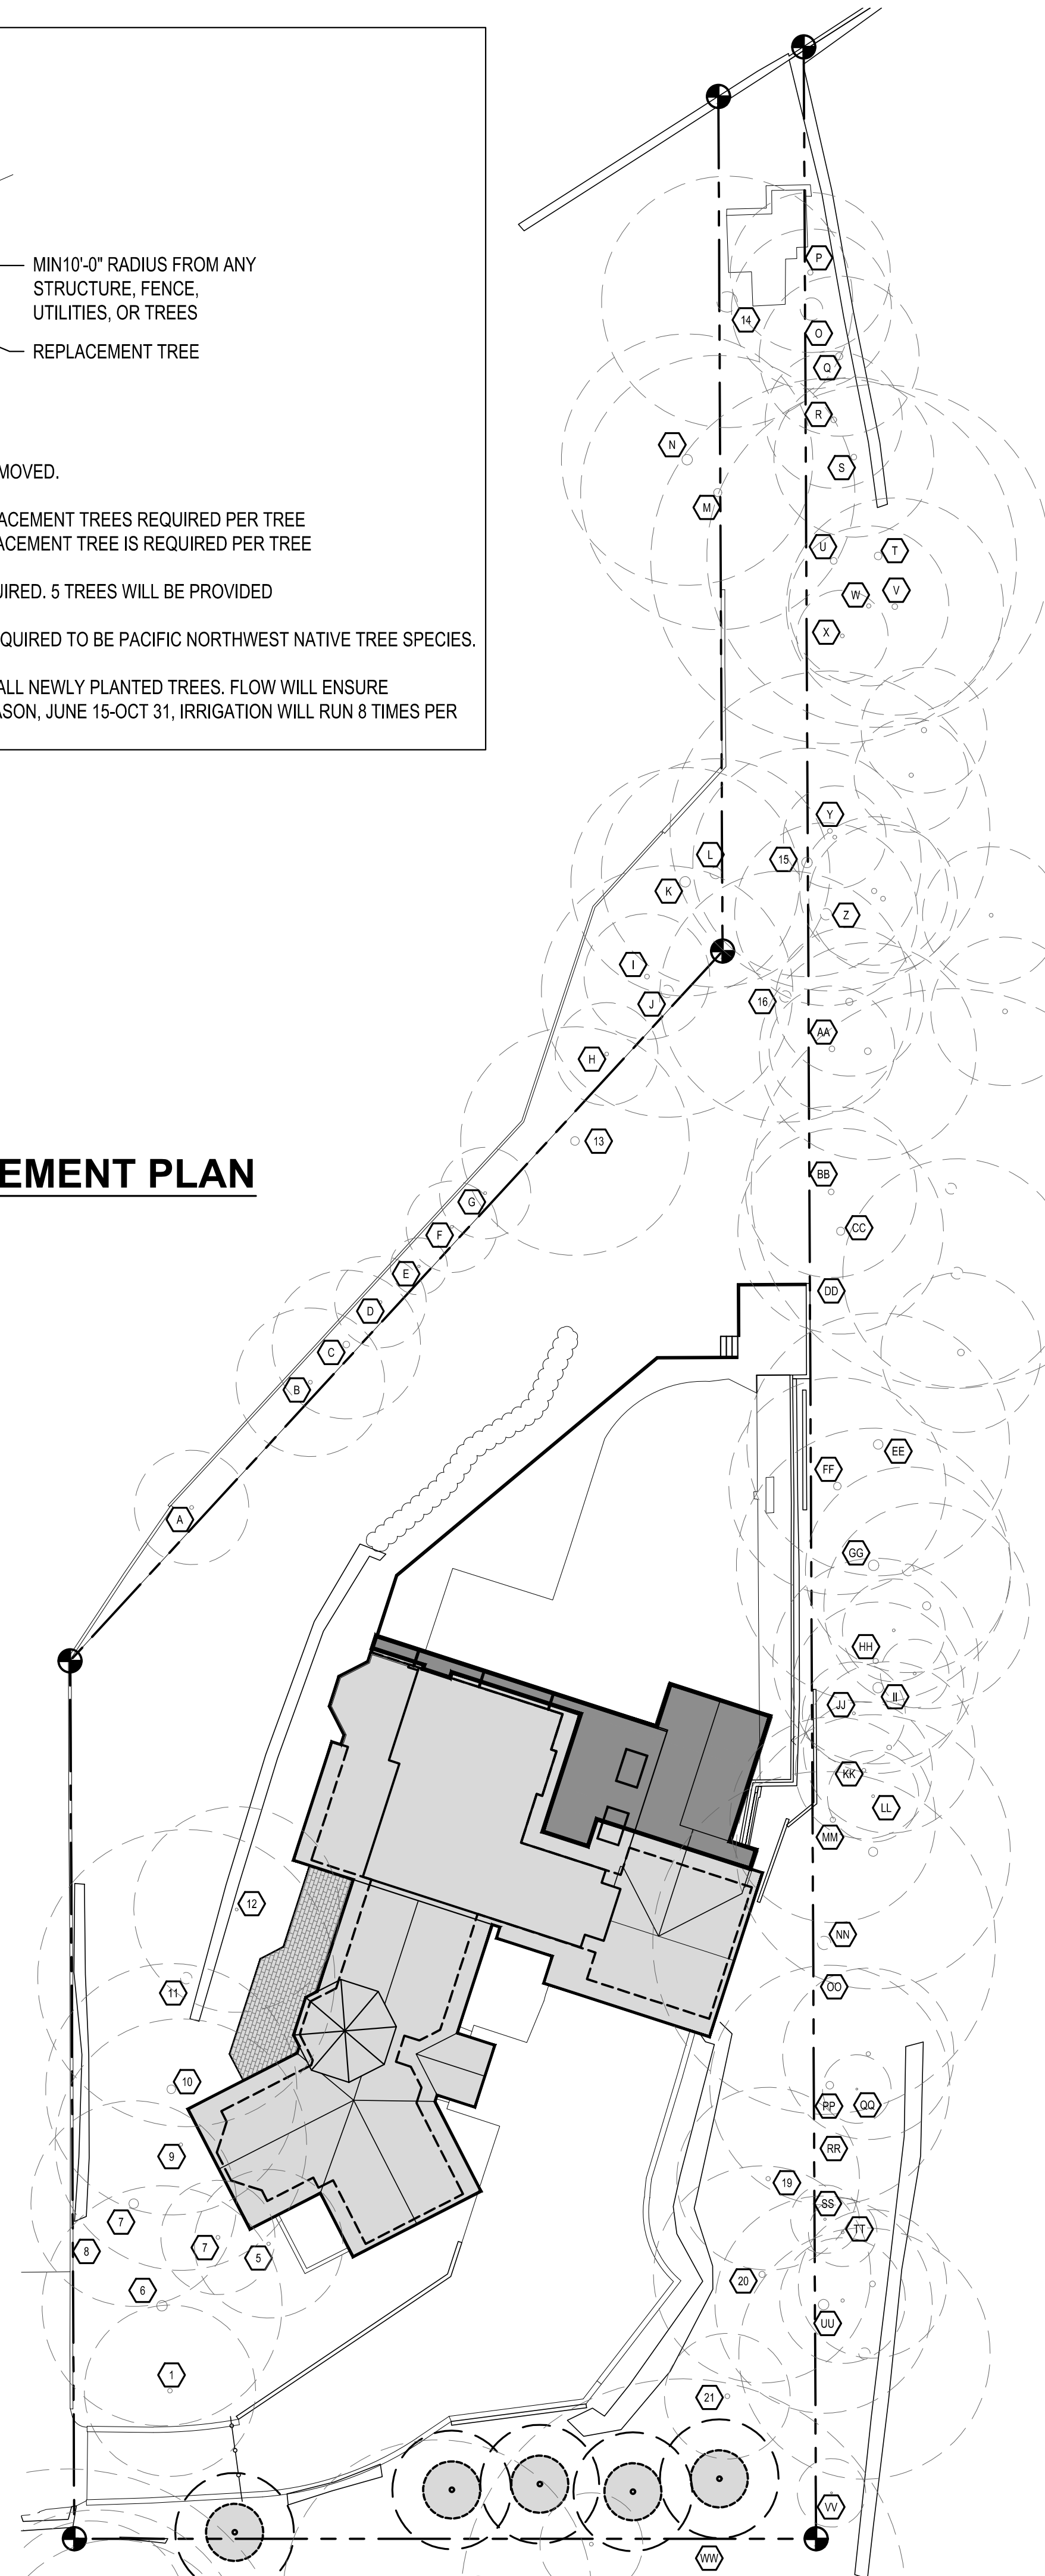 MIN10'-0" RADIUS FROM ANY
STRUCTURE, FENCE,
UTILITIES, OR TREES
REPLACEMENT TREE
MOVED.
ACEMENT TREES REQUIRED PER TREE
ACEMENT TREE IS REQUIRED PER TREE
UIRED. 5 TREES WILL BE PROVIDED
QUIRED TO BE PACIFIC NORTHWEST NATIVE TREE SPECIES.
ALL NEWLY PLANTED TREES. FLOW WILL ENSURE
ASON, JUNE 15-OCT 31, IRRIGATION WILL RUN 8 TIMES PER
EMENT PLAN
P
14
O
Q
R
N
S
M
U
T
W
V
X
Y
L
15
K
Z
I
J
16
AA
H
13
BB
G
CC
F
E
DD
D
C
B
EE
FF
A
GG
HH
II
JJ
KK
LL
MM
12
NN
OO
11
10
PP
QQ
RR
9
19
SS
7
TT
8
7
5
20
6
UU
1
21
VV
WW